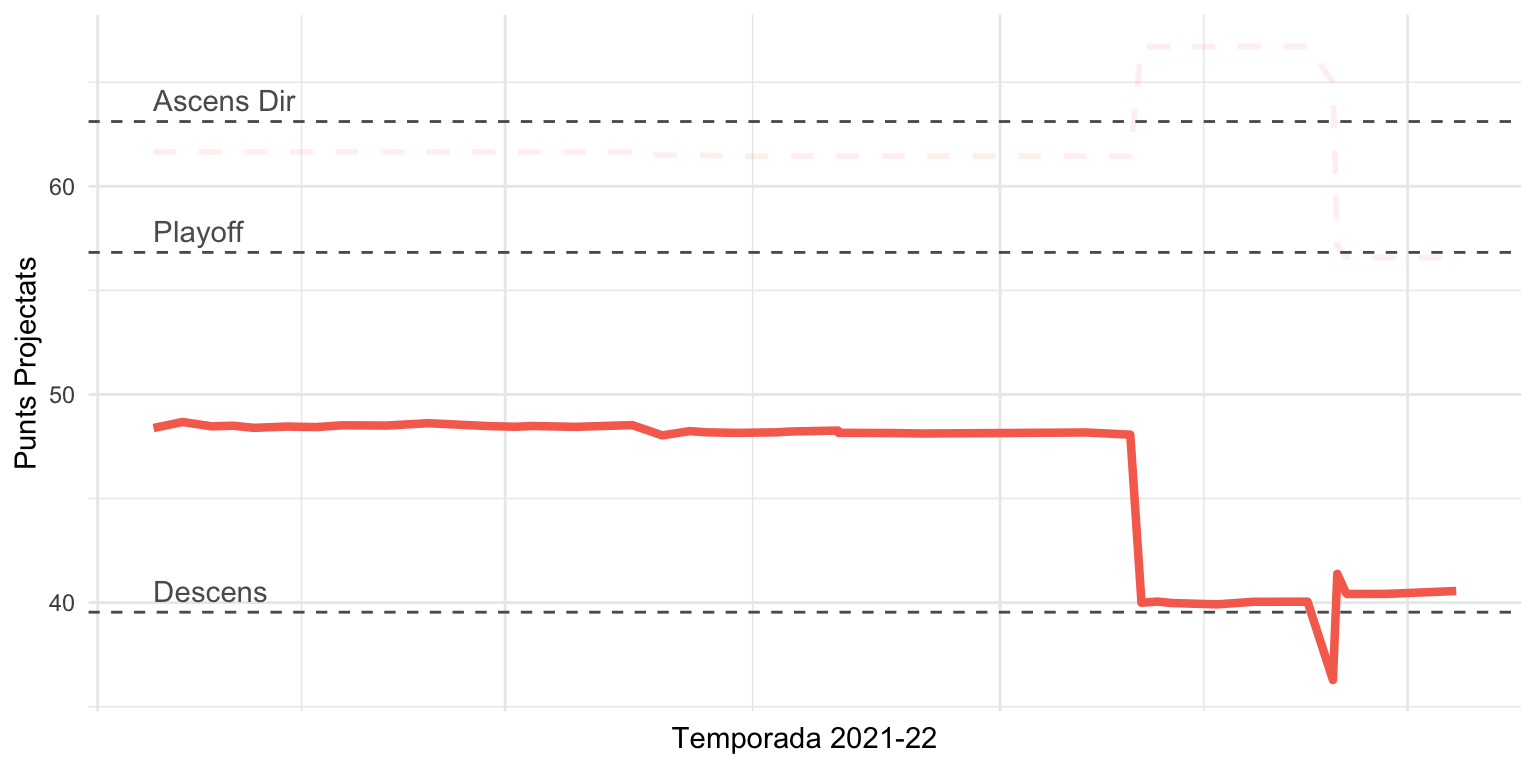 Ascens Dir
60
Playoff
Punts Projectats
50
Descens
40
Temporada 2021-22